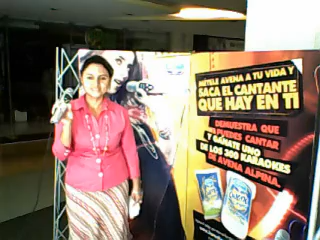 MÉTELE AVENA A TU VIDA Y
SACA EL CANTANTE
QUE HAY EN TI
DEMUESTRA QUE
PUEDES CANTAR
Y GÁNATE UNO
DE LOS 300 KARAOKES
DE AVENA ALPINA.